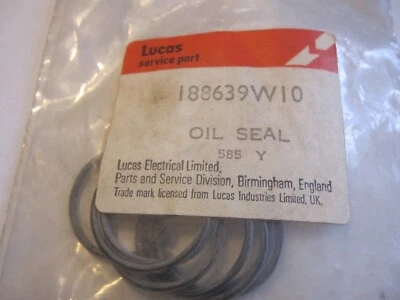 Lucas
service part
188639W10
OIL SEAL
585 Y
Lucas Electrical Limited,
Parts and Service Division, Birmingham, England
Trade mark licensed from Lucas Industries Limited, UK.